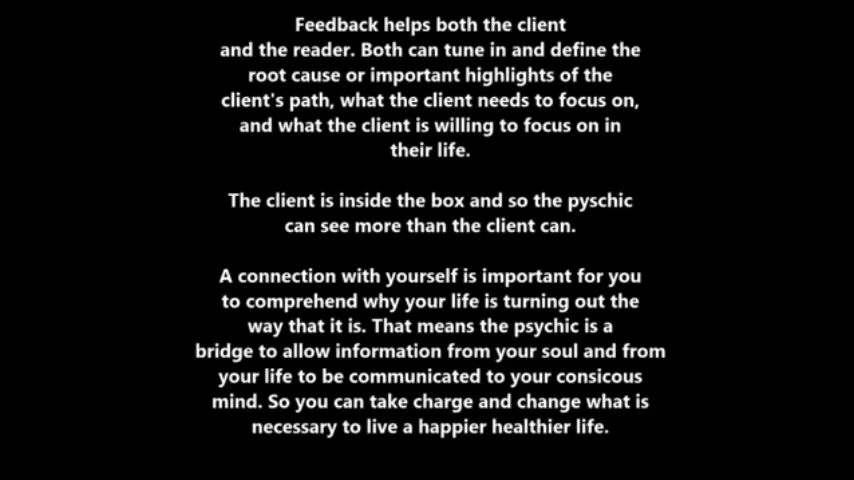 Feedback helps both the client
and the reader. Both can tune in and define the
root cause or important highlights of the
client's path, what the client needs to focus on,
and what the client is willing to focus on in
their life.
The client is inside the box and so the pyschic
can see more than the client can.
A connection with yourself is important for you
to comprehend why your life is turning out the
way that it is. That means the psychic is a
bridge to allow information from your soul and from
your life to be communicated to your consicous
mind. So you can take charge and change what is
necessary to live a happier healthier life.